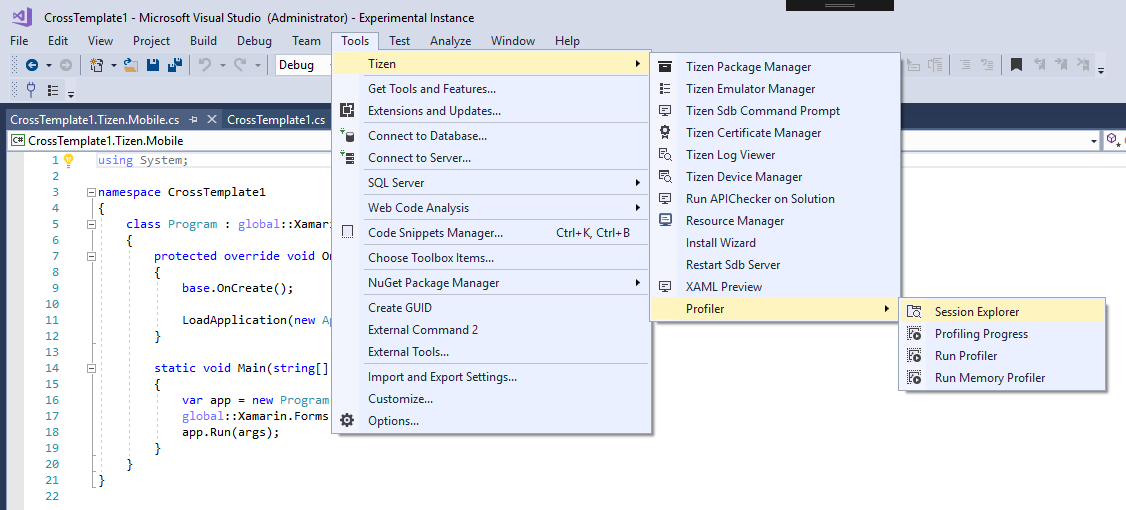 CrossTemplate1 - Microsoft Visual Studio (Administrator) - Experimental Instance
File Edit View Project Build Debug Team Tools Test Analyze Window Help
Debug
CrossTemplate1.Tizen.Mobile.cs CrossTemplate1.cs
C# CrossTemplate1.Tizen.Mobile
1 using System;
2
3 namespace CrossTemplate1
4 {
5 class Program : global::Xamari
6 {
7 protected override void On
8 {
9 base.OnCreate();
10
11 LoadApplication(new Ap
12 }
13
14 static void Main(string[]
15 {
16 var app = new Program
17 global::Xamarin.Forms
18 app.Run(args);
19 }
20 }
21 }
22
Tizen
Get Tools and Features...
Extensions and Updates...
Connect to Database...
Connect to Server...
SQL Server
Web Code Analysis
Code Snippets Manager... Ctrl+K, Ctrl+B
Choose Toolbox Items...
NuGet Package Manager
Create GUID
External Command 2
External Tools...
Import and Export Settings...
Customize...
Options...
Tizen Package Manager
Tizen Emulator Manager
Tizen Sdb Command Prompt
Tizen Certificate Manager
Tizen Log Viewer
Tizen Device Manager
Run APIChecker on Solution
Resource Manager
Install Wizard
Restart Sdb Server
XAML Preview
Profiler
Session Explorer
Profiling Progress
Run Profiler
Run Memory Profiler